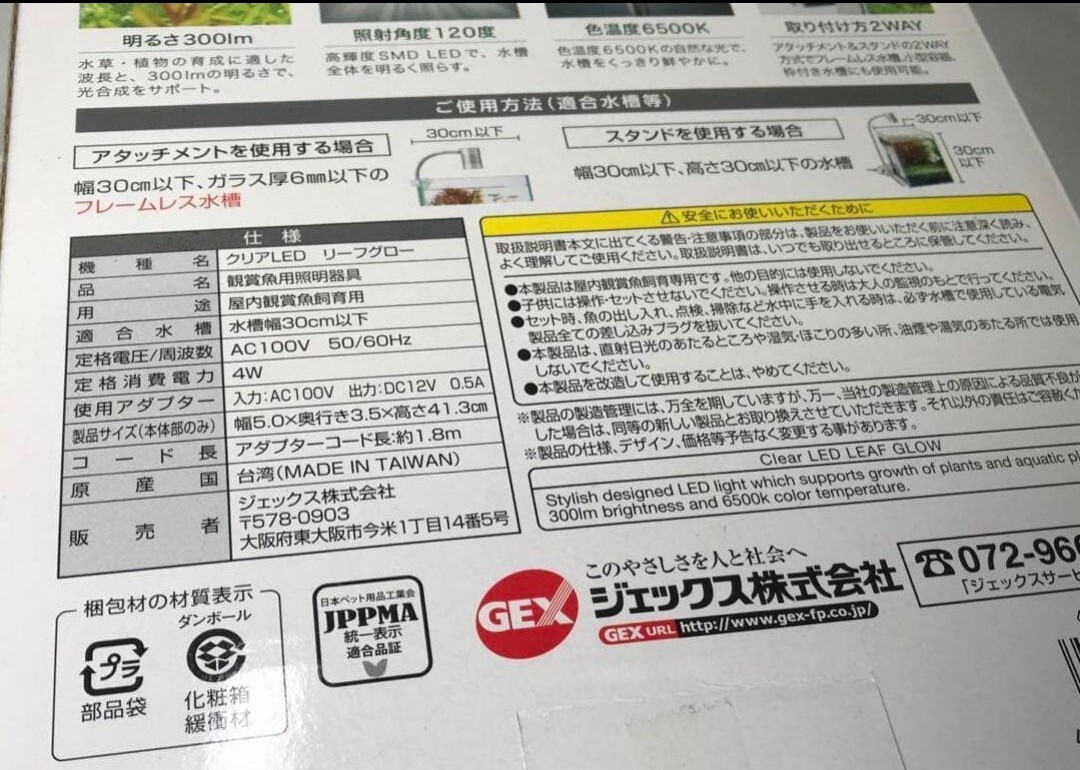 明るさ300lm
水草・植物の育成に適した
波長と、300lmの明るさで、
光合成をサポート。
照射角度120度
高輝度SMD LEDで、水槽
全体を明るく照らす。
色温度6500K
色温度6500Kの自然な光で、
水槽をくっきり鮮やかに。
取り付け方2WAY
アタッチメント&スタンドの2WAY
方式でフレームレス水槽、小型容器、
枠付き水槽にも使用可能。
ご使用方法(適合水槽等)
アタッチメントを使用する場合
幅30cm以下、ガラス厚6mm以下の
フレームレス水槽
30cm以下
スタンドを使用する場合
幅30cm以下、高さ30cm以下の水槽
30cm以下
30cm
以下
仕様
機種名 クリアLED リーフグロー
品名 観賞魚用照明器具
用途 屋内観賞魚飼育用
適合水槽 水槽幅30cm以下
定格電圧/周波数 AC100V 50/60Hz
定格消費電力 4W
使用アダプター 入力:AC100V 出力:DC12V 0.5A
製品サイズ(本体部のみ) 幅5.0×奥行き3.5×高さ41.3cm
コード長 アダプターコード長:約1.8m
原産国 台湾(MADE IN TAIWAN)
販売者 ジェックス株式会社
〒578-0903
大阪府東大阪市今米1丁目14番5号
⚠安全にお使いいただくために
取扱説明書本文に出てくる警告・注意事項の部分は、製品をお使いいただく前に注意深く読み、
よく理解してご使用ください。取扱説明書は、いつでも取り出せるところに保管してください。
●本製品は屋内観賞魚飼育専用です。他の目的には使用しないでください。
●子供には操作・セットさせないでください。操作させる時は大人の監視のもとで行ってください。
●セット時、魚の出し入れ、点検、掃除など水中に手を入れる時は、必ず水槽で使用している電気
製品全ての差し込みプラグを抜いてください。
●本製品は、直射日光のあたるところや湿気・ほこりの多い所、油煙や湯気のあたる所では使用
しないでください。
●本製品を改造して使用することは、やめてください。
※製品の製造管理には、万全を期していますが、万一、当社の製造管理上の原因による品質不良が
した場合は、同等の新しい製品とお取り換えさせていただきます。それ以外の責任はご容赦くだ
※製品の仕様、デザイン、価格等予告なく変更する事があります。
Clear LED LEAF GLOW
Stylish designed LED light which supports growth of plants and aquatic pl
300lm brightness and 6500k color temperature.
梱包材の材質表示
ダンボール
プラ
部品袋
化粧箱
緩衝材
日本ペット用品工業会
JPPMA
統一表示
適合品証
GEX
このやさしさを人と社会へ
ジェックス株式会社
GEX URL http://www.gex-fp.co.jp/
☎072-966
「ジェックスサービ